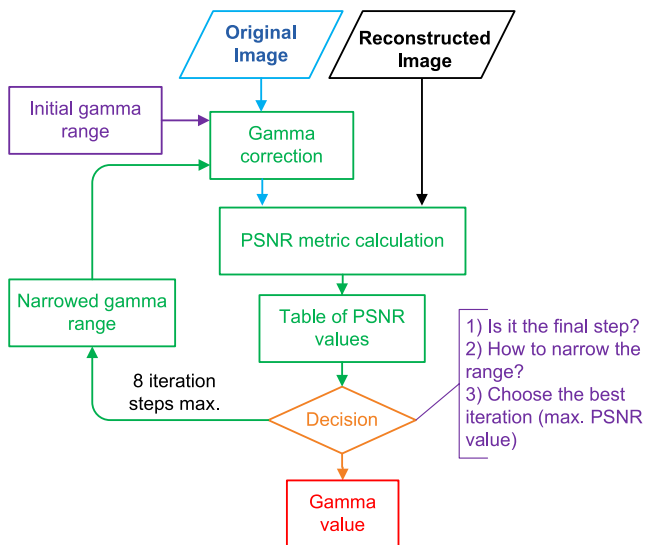 Original
Image
Reconstructed
Image
Initial gamma
range
Gamma
correction
PSNR metric calculation
Narrowed gamma
range
Table of PSNR
values
1) Is it the final step?
2) How to narrow the
range?
3) Choose the best
iteration (max. PSNR
value)
8 iteration
steps max.
Decision
Gamma
value